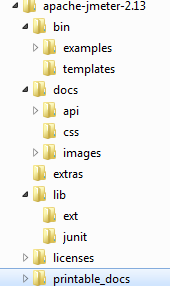 apache-jmeter-2.13
bin
examples
templates
docs
api
css
images
extras
lib
ext
junit
licenses
printable_docs